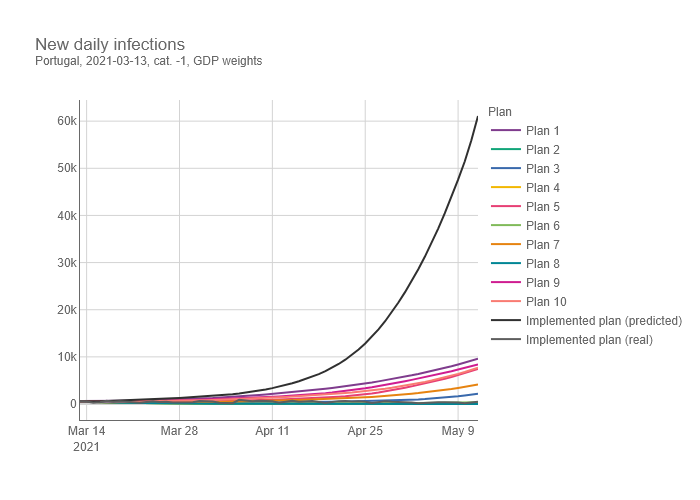 New daily infections
Portugal, 2021-03-13, cat. -1, GDP weights
Plan
60k
50k
40k
30k
20k
10k
0
Plan 1
Plan 2
Plan 3
Plan 4
Plan 5
Plan 6
Plan 7
Plan 8
Plan 9
Plan 10
Implemented plan (predicted)
Implemented plan (real)
Mar 14
2021
Mar 28
Apr 11
Apr 25
May 9